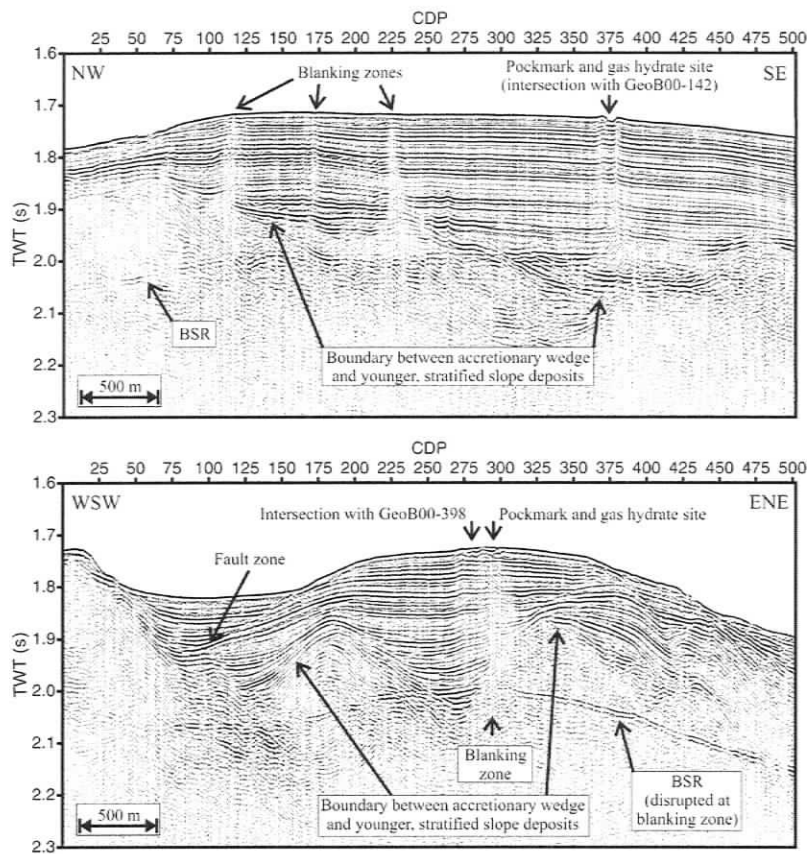 CDP
25 50 75 100 125 150 175 200 225 250 275 300 325 350 375 400 425 450 475 502
1.6
NW
Blanking zones
Pockmark and gas hydrate site
(intersection with GeoB00-142)
SE
1.7
1.8
1.9
TWT (s)
2.0
2.1
BSR
Boundary between accretionary wedge
and younger, stratified slope deposits
2.2
500 m
2.3
CDP
25 50 75 100 125 150 175 200 225 250 275 300 325 350 375 400 425 450 475 502
1.6
WSW
ENE
Intersection with GeoB00-398
Pockmark and gas hydrate site
1.7
Fault zone
1.8
1.9
TWT (s)
2.0
2.1
Blanking
zone
BSR
(disrupted at
blanking zone)
Boundary between accretionary wedge
and younger, stratified slope deposits
2.2
500 m
2.3